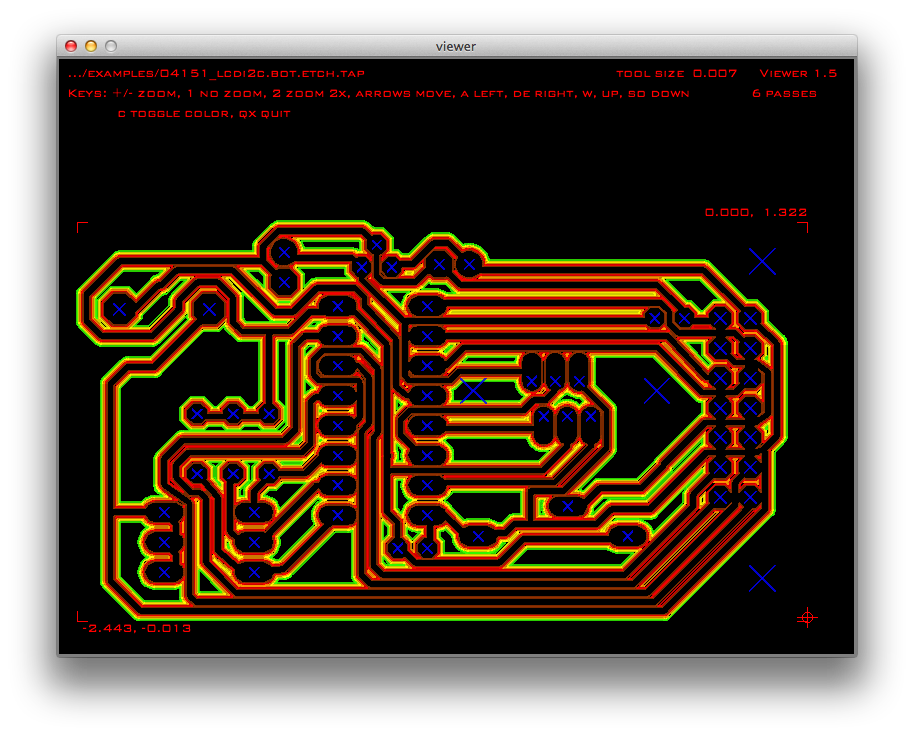 viewer
.../EXAMPLES/04151_LCDI2C.BOT.ETCH.TAP TOOL SIZE 0.007 VIEWER 1.5
KEYS: +/- ZOOM, 1 NO ZOOM, 2 ZOOM 2X, ARROWS MOVE, A LEFT, DE RIGHT, W, UP, SO DOWN 6 PASSES
C TOGGLE COLOR, QX QUIT
0.000, 1.322
-2.443, -0.013